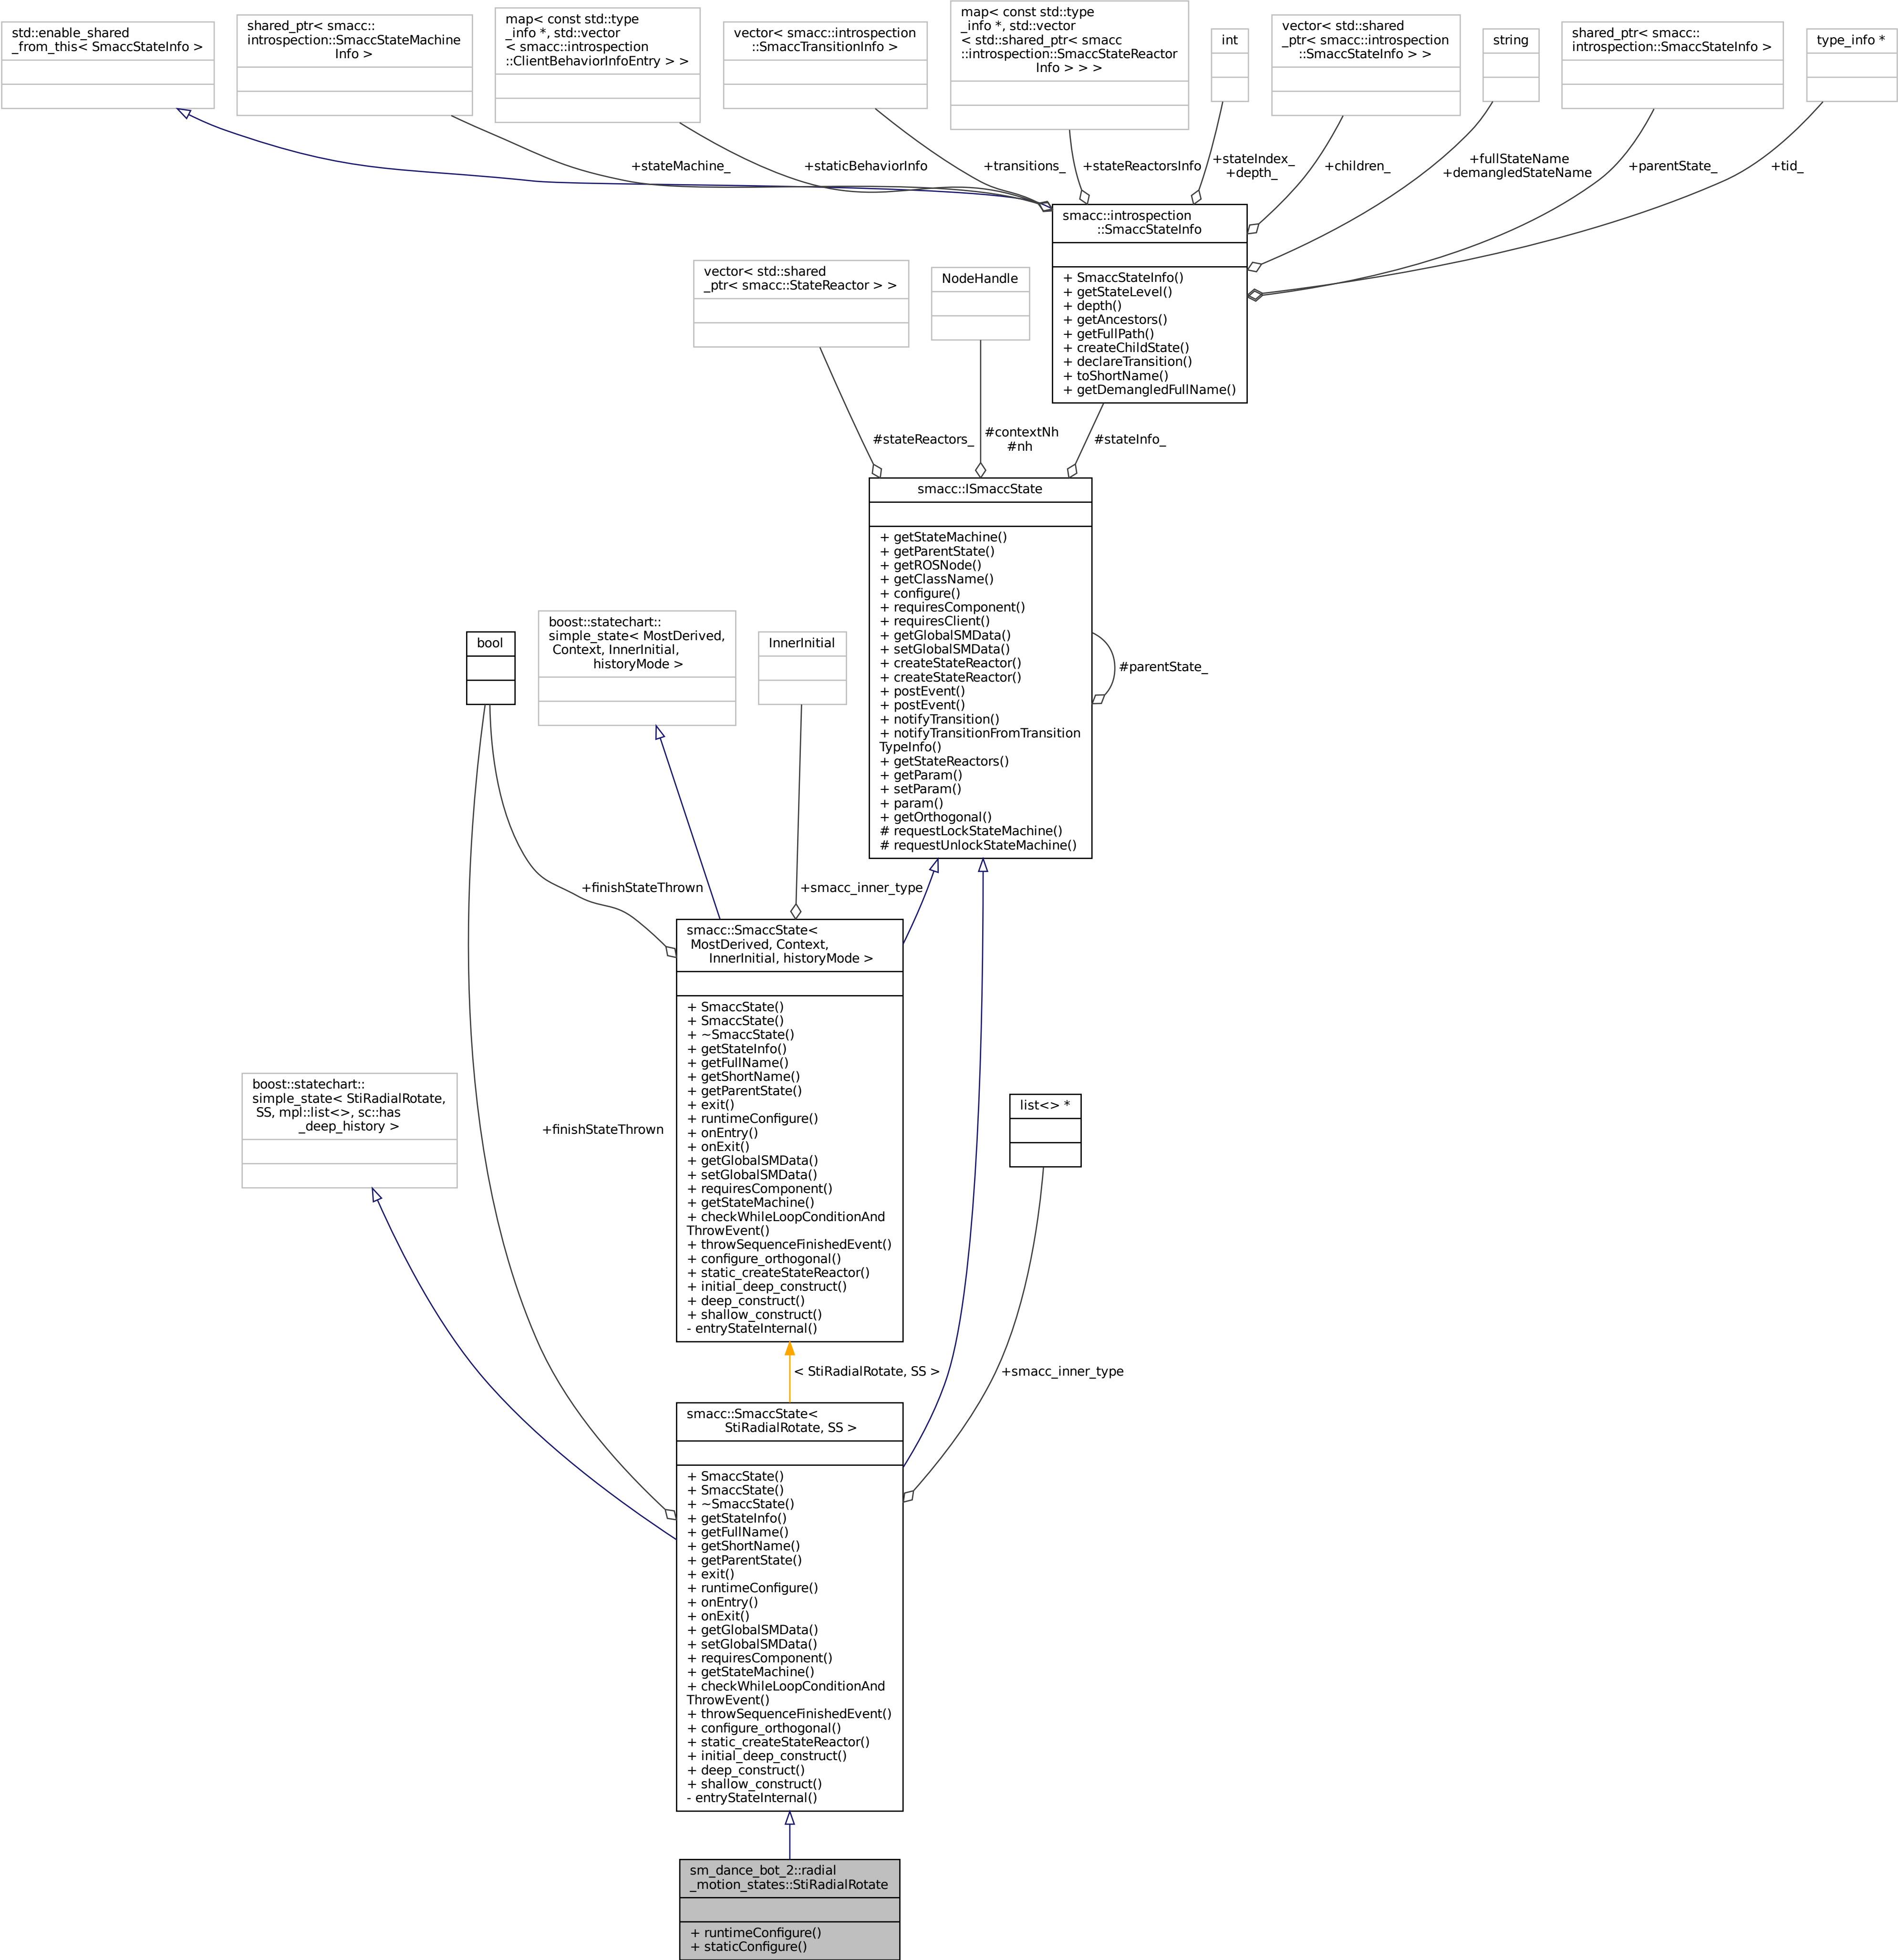 std::enable_shared
_from_this< SmaccStateInfo >
shared_ptr< smacc::
introspection::SmaccStateMachine
Info >
map< const std::type
_info *, std::vector
< smacc::introspection
::ClientBehaviorInfoEntry > >
vector< smacc::introspection
::SmaccTransitionInfo >
map< const std::type
_info *, std::vector
< std::shared_ptr< smacc
::introspection::SmaccStateReactor
Info > > >
int
vector< std::shared
_ptr< smacc::introspection
::SmaccStateInfo > >
string
shared_ptr< smacc::
introspection::SmaccStateInfo >
type_info *
+stateMachine_
+staticBehaviorInfo
+transitions_
+stateReactorsInfo
+stateIndex_
+depth_
+children_
+fullStateName
+demangledStateName
+parentState_
+tid_
smacc::introspection
::SmaccStateInfo
+ SmaccStateInfo()
+ getStateLevel()
+ depth()
+ getAncestors()
+ getFullPath()
+ createChildState()
+ declareTransition()
+ toShortName()
+ getDemangledFullName()
vector< std::shared
_ptr< smacc::StateReactor > >
NodeHandle
#stateReactors_
#contextNh
#nh
#stateInfo_
smacc::ISmaccState
+ getStateMachine()
+ getParentState()
+ getROSNode()
+ getClassName()
+ configure()
+ requiresComponent()
+ requiresClient()
+ getGlobalSMData()
+ setGlobalSMData()
+ createStateReactor()
+ createStateReactor()
+ postEvent()
+ postEvent()
+ notifyTransition()
+ notifyTransitionFromTransition
TypeInfo()
+ getStateReactors()
+ getParam()
+ setParam()
+ param()
+ getOrthogonal()
# requestLockStateMachine()
# requestUnlockStateMachine()
#parentState_
bool
boost::statechart::
simple_state< MostDerived,
Context, InnerInitial,
historyMode >
InnerInitial
+finishStateThrown
+smacc_inner_type
smacc::SmaccState<
MostDerived, Context,
InnerInitial, historyMode >
+ SmaccState()
+ SmaccState()
+ ~SmaccState()
+ getStateInfo()
+ getFullName()
+ getShortName()
+ getParentState()
+ exit()
+ runtimeConfigure()
+ onEntry()
+ onExit()
+ getGlobalSMData()
+ setGlobalSMData()
+ requiresComponent()
+ getStateMachine()
+ checkWhileLoopConditionAnd
ThrowEvent()
+ throwSequenceFinishedEvent()
+ configure_orthogonal()
+ static_createStateReactor()
+ initial_deep_construct()
+ deep_construct()
+ shallow_construct()
- entryStateInternal()
boost::statechart::
simple_state< StiRadialRotate,
SS, mpl::list<>, sc::has
_deep_history >
+finishStateThrown
list<> *
< StiRadialRotate, SS >
+smacc_inner_type
smacc::SmaccState<
StiRadialRotate, SS >
+ SmaccState()
+ SmaccState()
+ ~SmaccState()
+ getStateInfo()
+ getFullName()
+ getShortName()
+ getParentState()
+ exit()
+ runtimeConfigure()
+ onEntry()
+ onExit()
+ getGlobalSMData()
+ setGlobalSMData()
+ requiresComponent()
+ getStateMachine()
+ checkWhileLoopConditionAnd
ThrowEvent()
+ throwSequenceFinishedEvent()
+ configure_orthogonal()
+ static_createStateReactor()
+ initial_deep_construct()
+ deep_construct()
+ shallow_construct()
- entryStateInternal()
sm_dance_bot_2::radial
_motion_states::StiRadialRotate
+ runtimeConfigure()
+ staticConfigure()